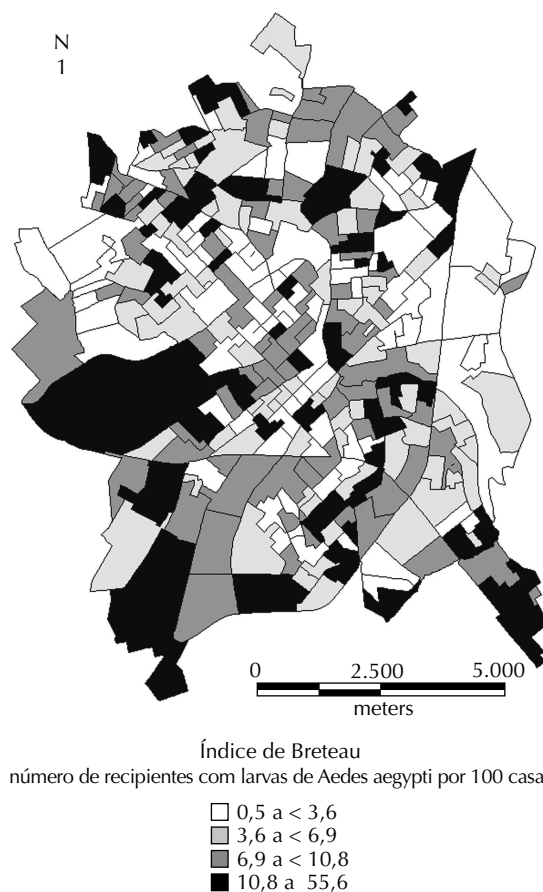 N
1
0 2.500 5.000
meters
Índice de Breteau
número de recipientes com larvas de Aedes aegypti por 100 casa
0,5 a < 3,6
3,6 a < 6,9
6,9 a < 10,8
10,8 a 55,6